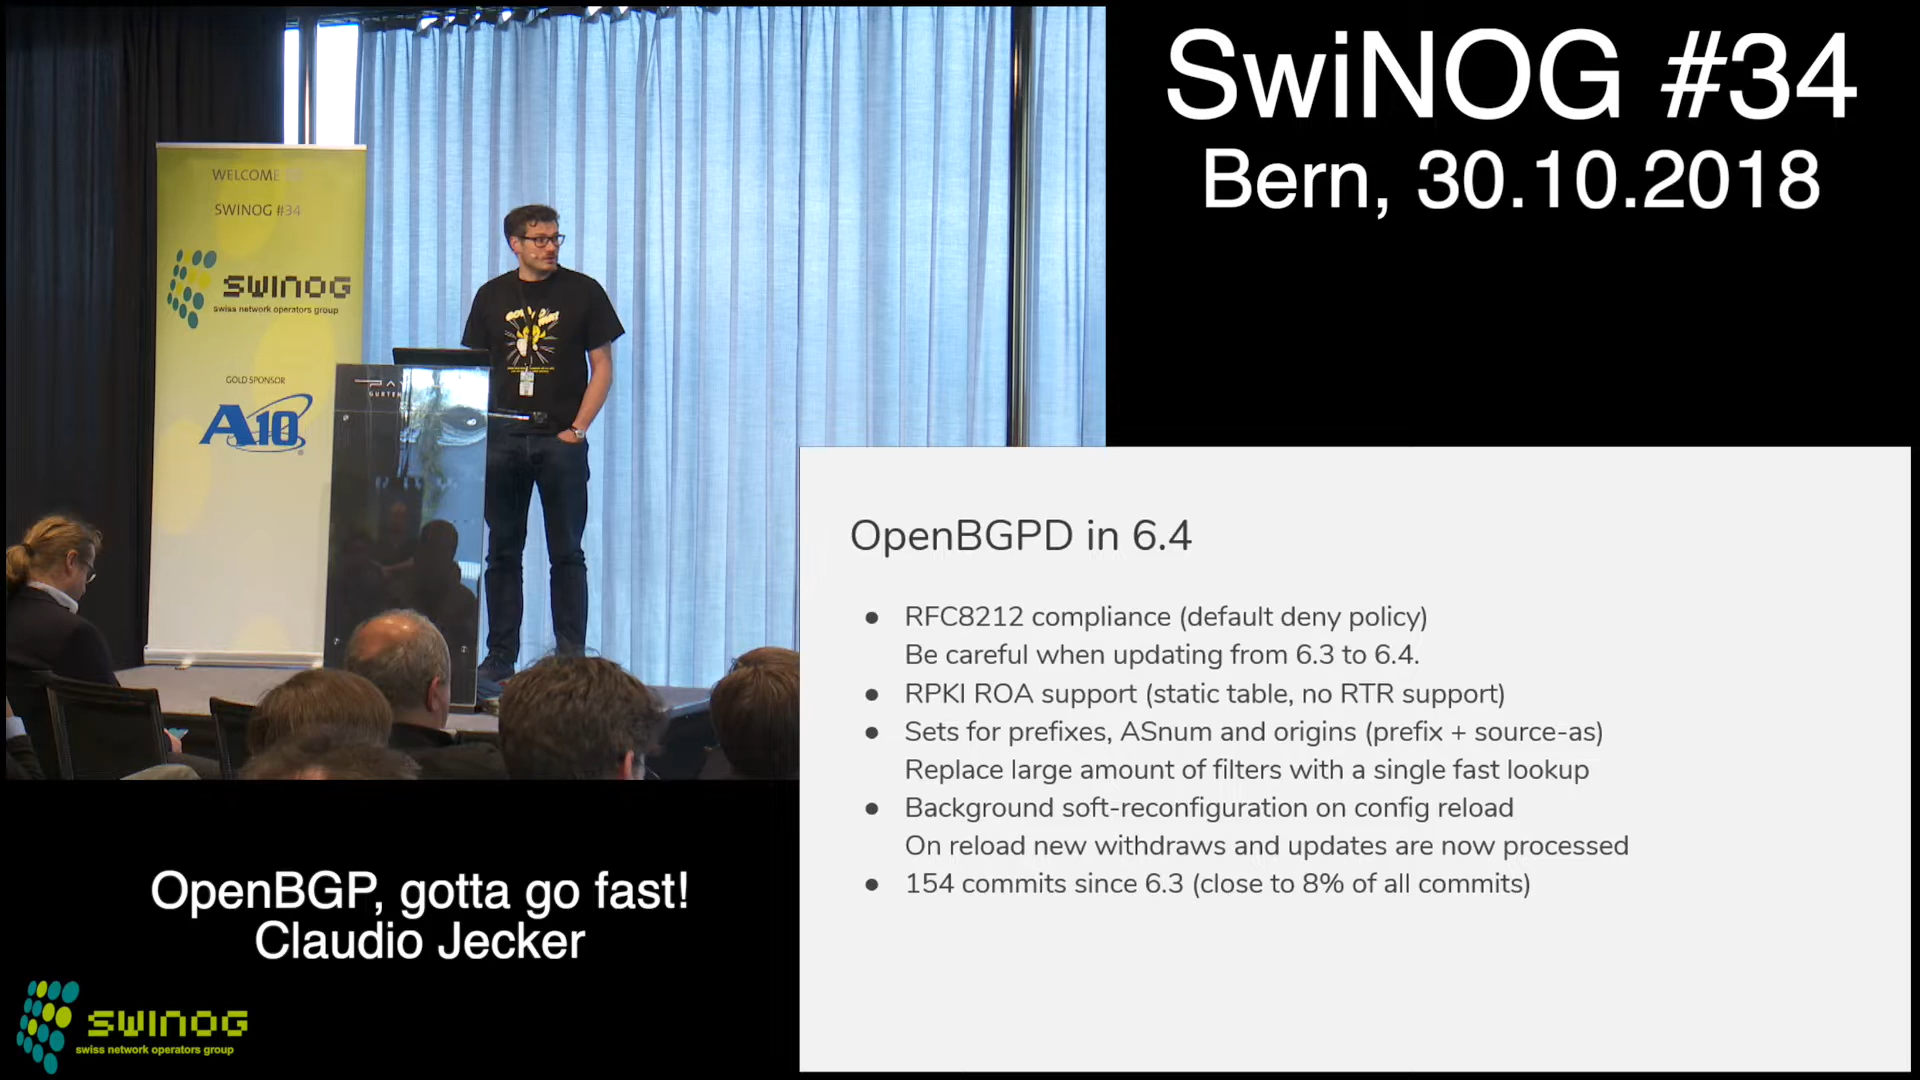 SwiNOG #34
Bern, 30.10.2018
WELCOME
SWINOG #34
swinog
swiss network operators group
GOLD SPONSOR
A10
GURTEN
OpenBGPD in 6.4
● RFC8212 compliance (default deny policy)
Be careful when updating from 6.3 to 6.4.
● RPKI ROA support (static table, no RTR support)
● Sets for prefixes, ASnum and origins (prefix + source-as)
Replace large amount of filters with a single fast lookup
● Background soft-reconfiguration on config reload
On reload new withdraws and updates are now processed
● 154 commits since 6.3 (close to 8% of all commits)
OpenBGP, gotta go fast!
Claudio Jecker
swinog
swiss network operators group